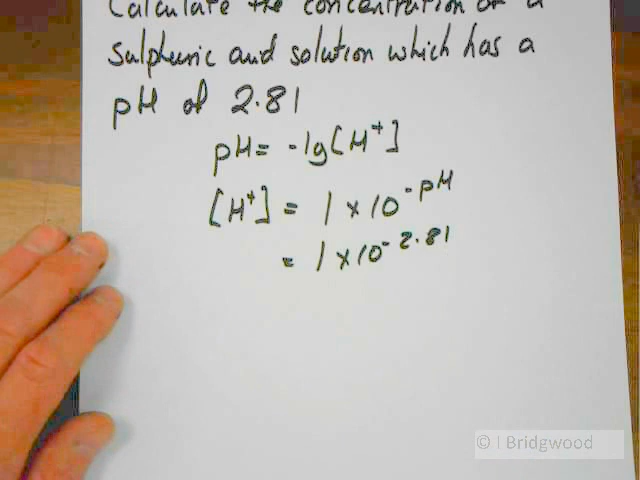 Calculate the concentration of a
sulphuric acid solution which has a
pH of 2.81
pH = -lg[H⁺]
[H⁺] = 1 × 10⁻ᵖᴴ
= 1 × 10⁻²·⁸¹
© I Bridgwood